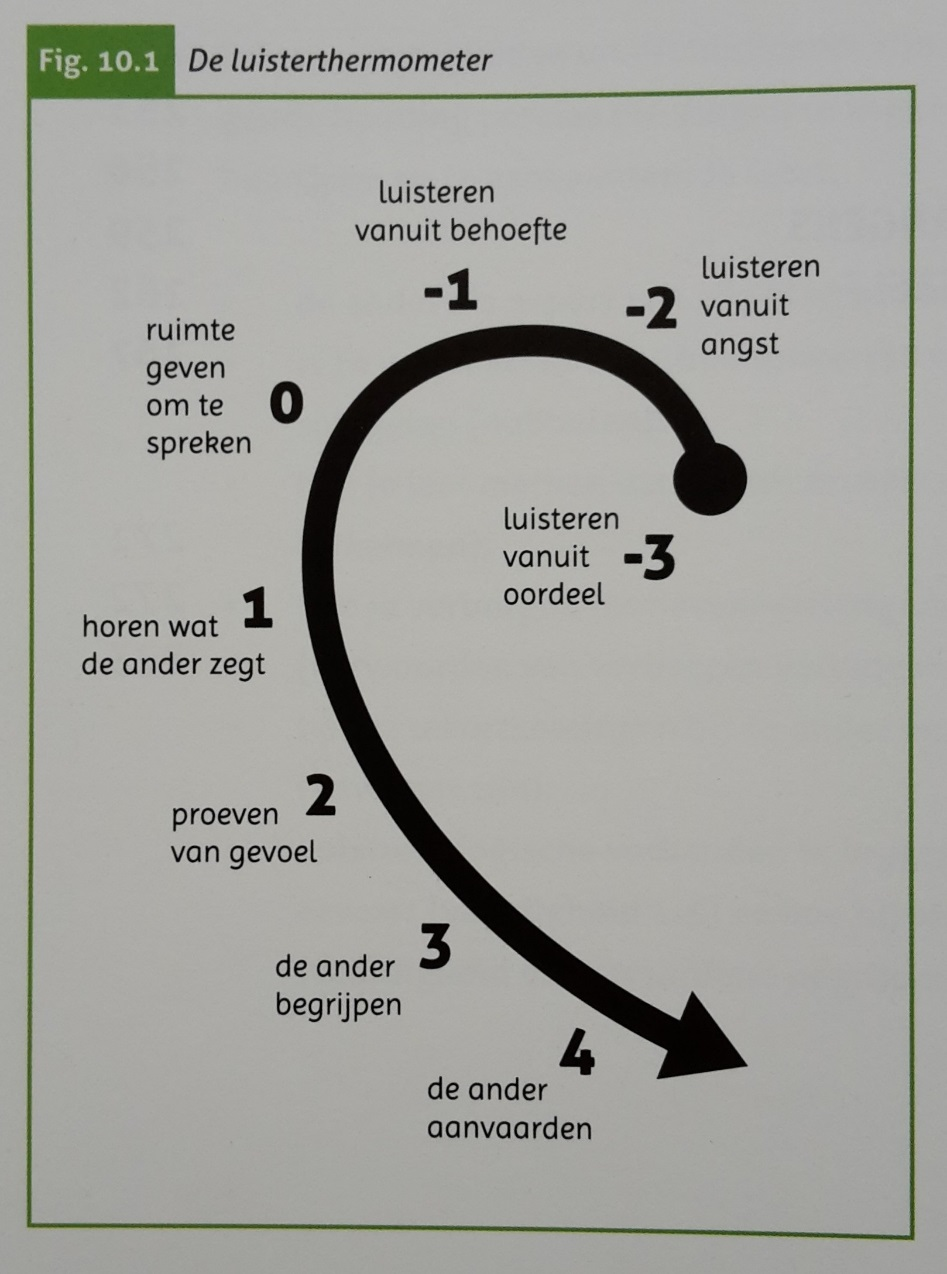 Fig. 10.1 De luisterthermometer
luisteren
vanuit behoefte
-1
-2
luisteren
vanuit
angst
ruimte
geven
om te
spreken
0
luisteren
vanuit
oordeel
-3
1
horen wat
de ander zegt
2
proeven
van gevoel
3
de ander
begrijpen
4
de ander
aanvaarden